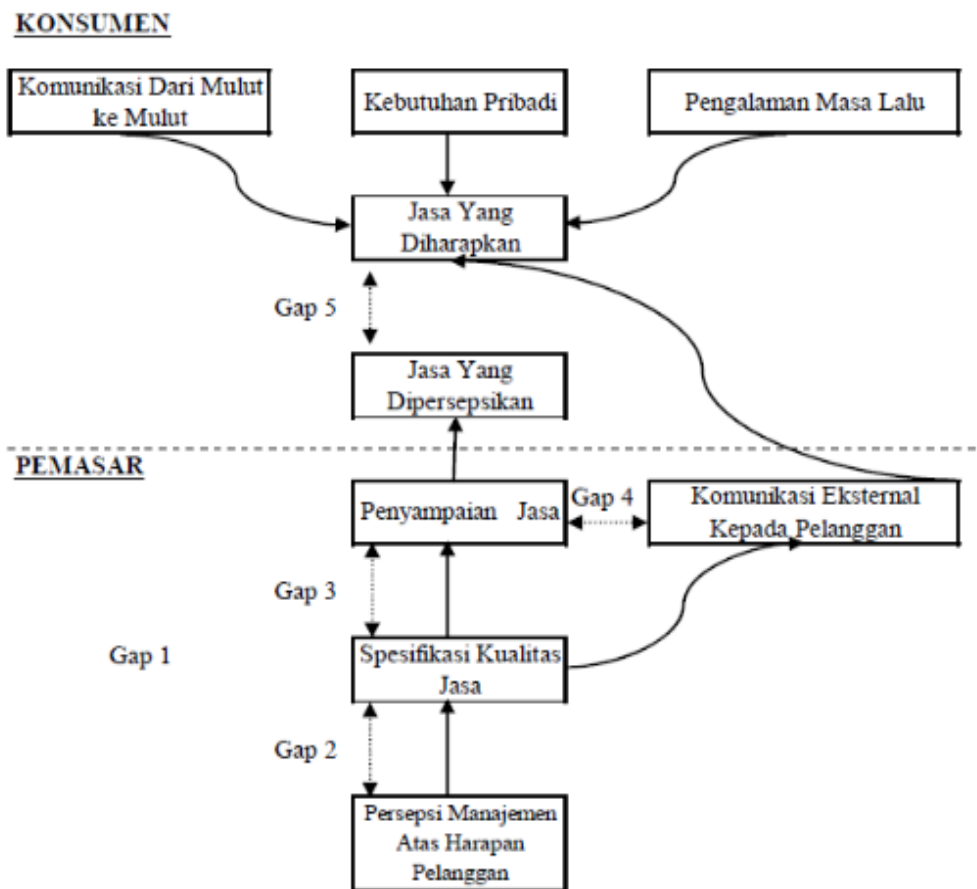 KONSUMEN
Komunikasi Dari Mulut
ke Mulut
Kebutuhan Pribadi
Pengalaman Masa Lalu
Jasa Yang
Diharapkan
Gap 5
Jasa Yang
Dipersepsikan
PEMASAR
Penyampaian Jasa
Gap 4
Komunikasi Eksternal
Kepada Pelanggan
Gap 3
Gap 1
Spesifikasi Kualitas
Jasa
Gap 2
Persepsi Manajemen
Atas Harapan
Pelanggan